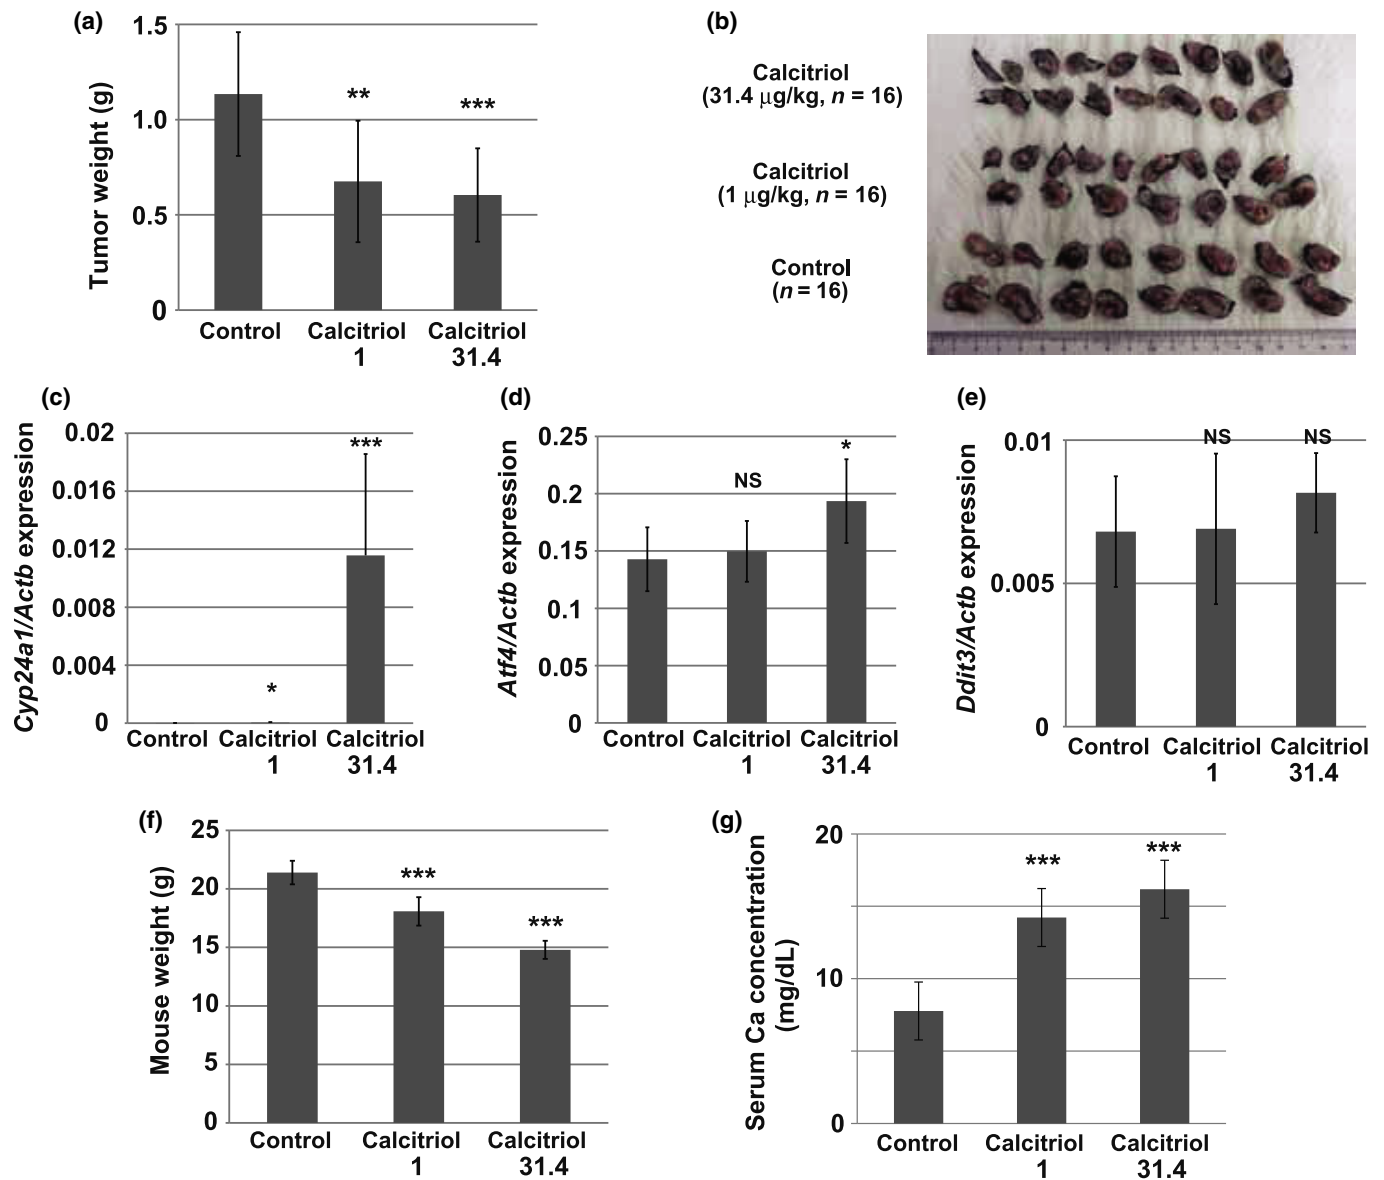 (a)
Tumor weight (g)
1.5
1.0
0.5
0
**
***
Control
Calcitriol
1
Calcitriol
31.4
(b)
Calcitriol
(31.4 μg/kg, n = 16)
Calcitriol
(1 μg/kg, n = 16)
Control
(n = 16)
(c)
Cyp24a1/Actb expression
0.02
0.016
0.012
0.008
0.004
0
*
***
Control
Calcitriol
1
Calcitriol
31.4
(d)
Atf4/Actb expression
0.25
0.2
0.15
0.1
0.05
0
NS
*
Control
Calcitriol
1
Calcitriol
31.4
(e)
Ddit3/Actb expression
0.01
0.005
0
NS
NS
Control
Calcitriol
1
Calcitriol
31.4
(f)
Mouse weight (g)
25
20
15
10
5
0
***
***
Control
Calcitriol
1
Calcitriol
31.4
(g)
Serum Ca concentration
(mg/dL)
20
10
0
***
***
Control
Calcitriol
1
Calcitriol
31.4